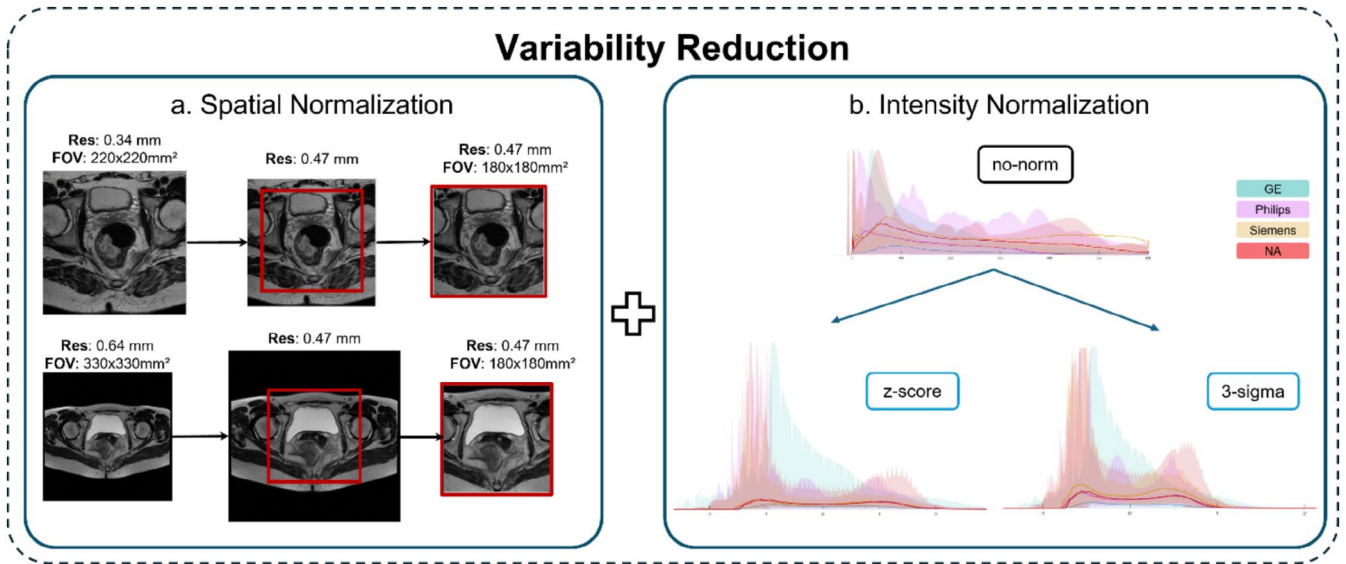 Variability Reduction
a. Spatial Normalization
Res: 0.34 mm
FOV: 220x220mm²
Res: 0.47 mm
Res: 0.47 mm
FOV: 180x180mm²
Res: 0.64 mm
FOV: 330x330mm²
Res: 0.47 mm
Res: 0.47 mm
FOV: 180x180mm²
b. Intensity Normalization
no-norm
GE
Philips
Siemens
NA
z-score
3-sigma